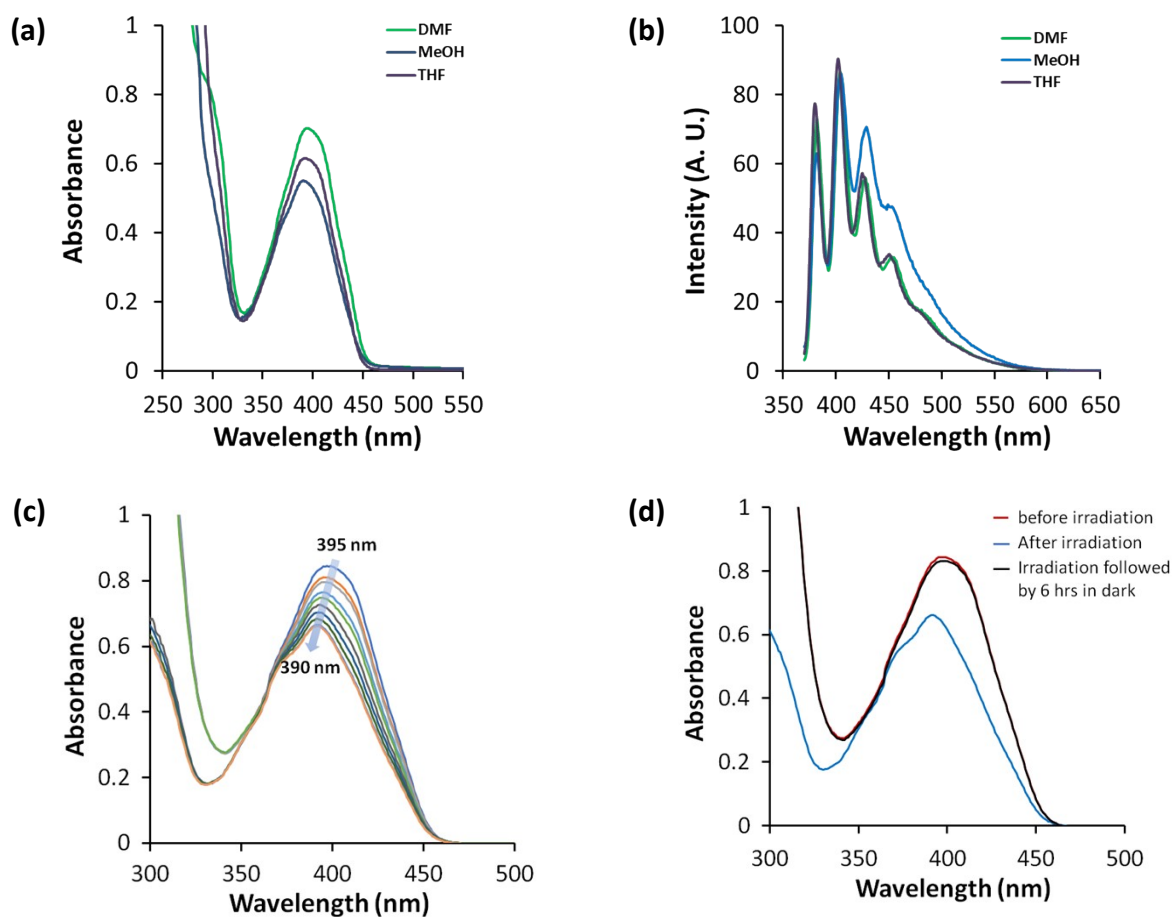 (a)
1
0.8
0.6
0.4
0.2
0
250 300 350 400 450 500 550
Absorbance
Wavelength (nm)
DMF
MeOH
THF
(b)
100
80
60
40
20
0
350 400 450 500 550 600 650
Intensity (A. U.)
Wavelength (nm)
DMF
MeOH
THF
(c)
1
0.8
0.6
0.4
0.2
0
300 350 400 450 500
Absorbance
Wavelength (nm)
395 nm
390 nm
(d)
1
0.8
0.6
0.4
0.2
0
300 350 400 450 500
Absorbance
Wavelength (nm)
before irradiation
After irradiation
Irradiation followed
by 6 hrs in dark